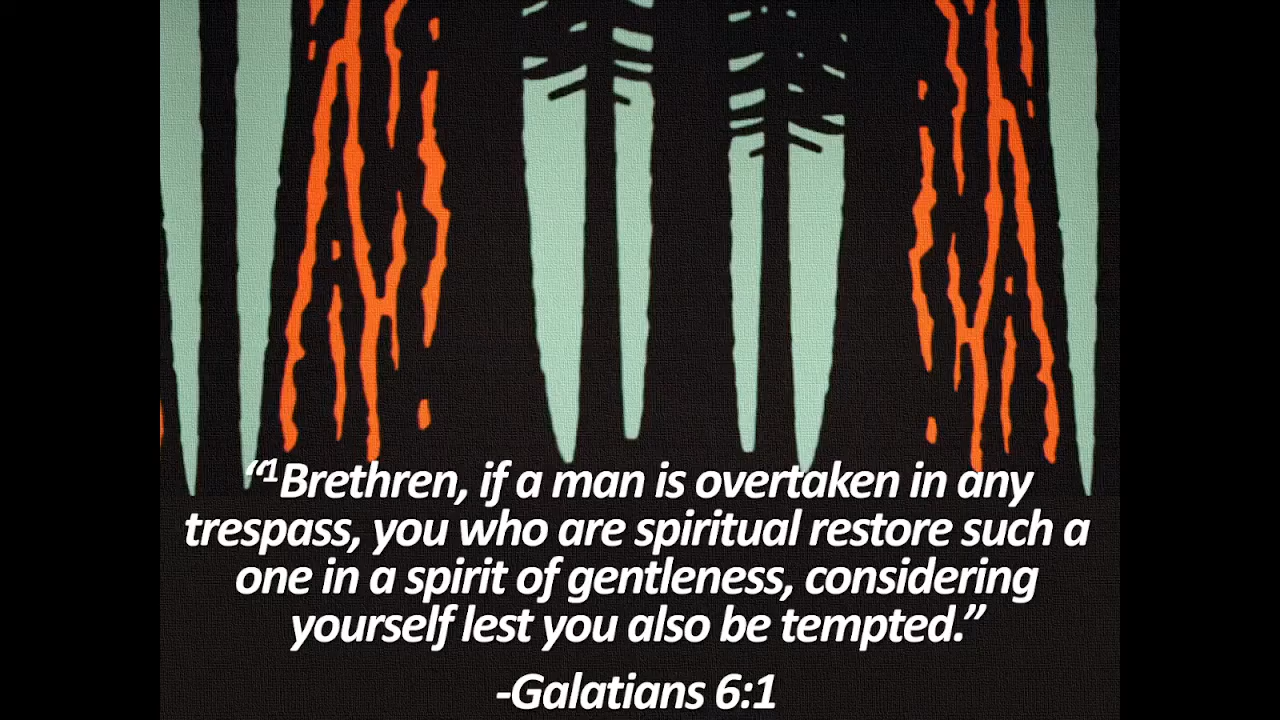 “¹Brethren, if a man is overtaken in any
trespass, you who are spiritual restore such a
one in a spirit of gentleness, considering
yourself lest you also be tempted.”
-Galatians 6:1